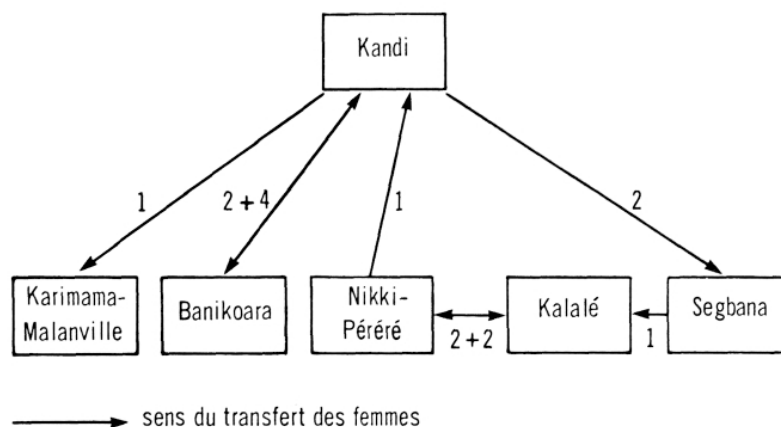 Kandi
1
2 + 4
1
2
Karimama-
Malanville
Banikoara
Nikki-
Péréré
2 + 2
Kalalé
1
Segbana
sens du transfert des femmes